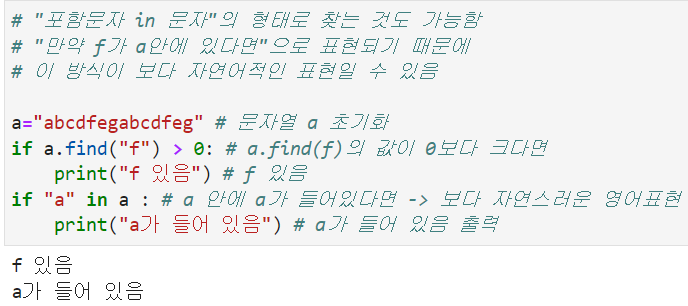 # "포함문자 in 문자"의 형태로 찾는 것도 가능함
# "만약 f가 a안에 있다면"으로 표현되기 때문에
# 이 방식이 보다 자연어적인 표현일 수 있음
a="abcdfegabcdfeg" # 문자열 a 초기화
if a.find("f") > 0: # a.find(f)의 값이 0보다 크다면
    print("f 있음") # f 있음
if "a" in a : # a 안에 a가 들어있다면 -> 보다 자연스러운 영어표현
    print("a가 들어 있음") # a가 들어 있음 출력
f 있음
a가 들어 있음